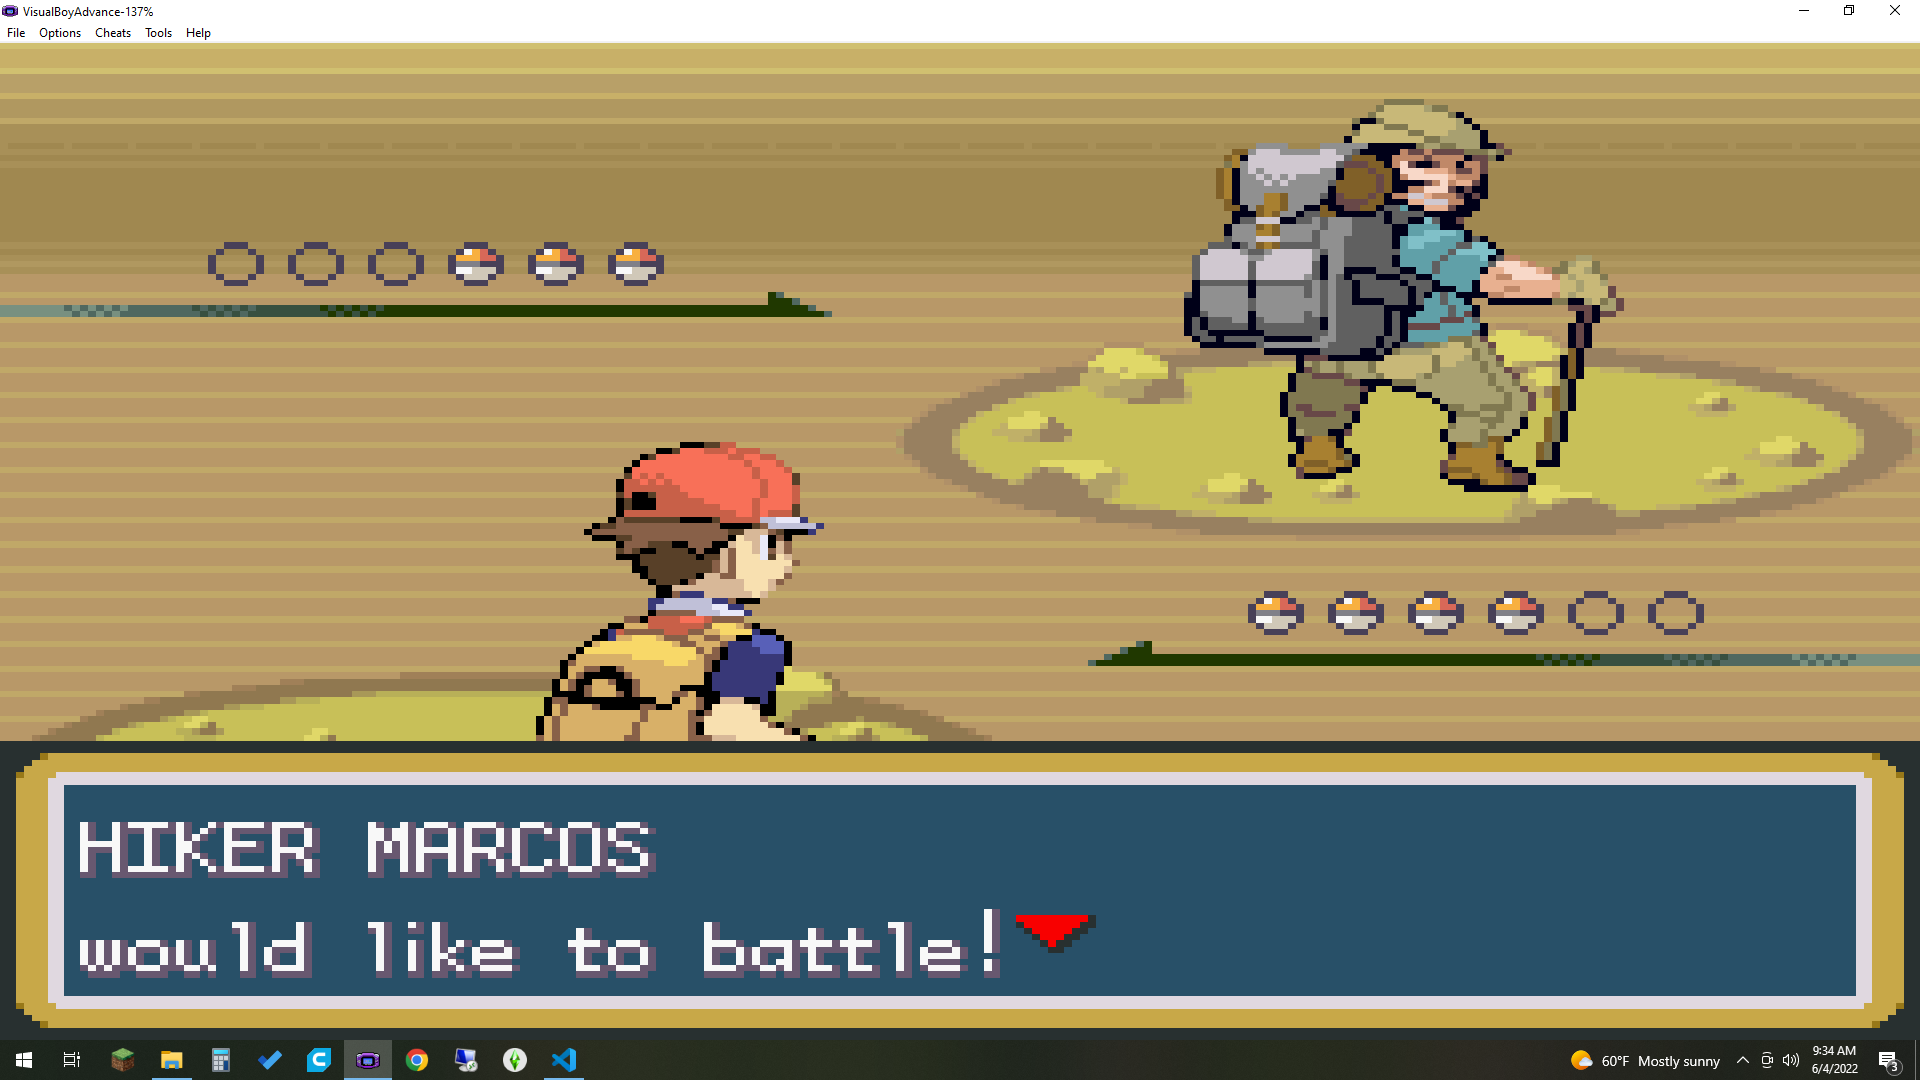 VisualBoyAdvance-137%
File Options Cheats Tools Help
HIKER MARCOS
would like to battle!
60°F Mostly sunny
9:34 AM
6/4/2022
3